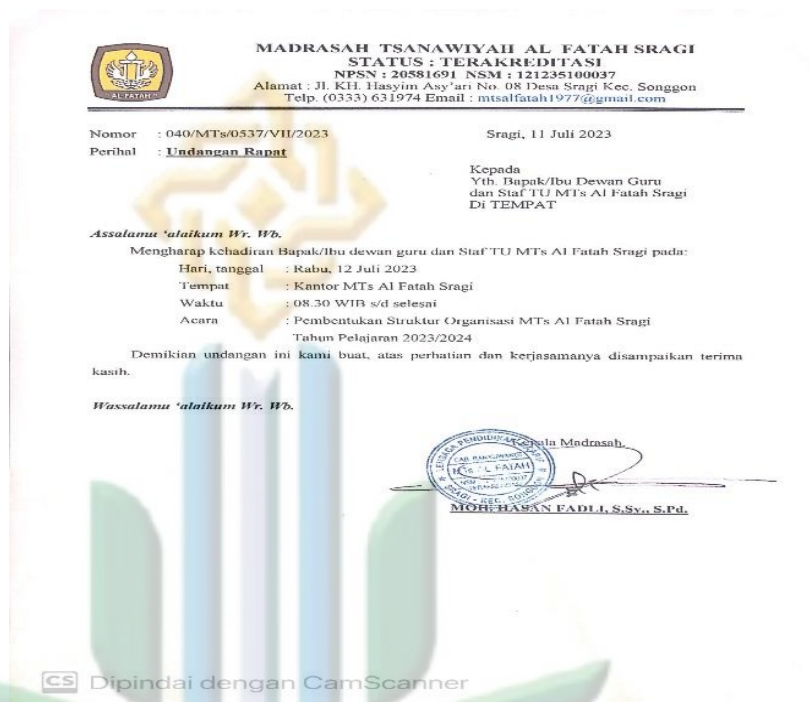 AL-FATAH
MADRASAH TSANAWIYAH AL FATAH SRAGI
STATUS : TERAKREDITASI
NPSN : 20581691 NSM : 121235100037
Alamat : Jl. KH. Hasyim Asy'ari No. 08 Desa Sragi Kec. Songgon
Telp. (0333) 631974 Email : mtsalfatah1977@gmail.com
Nomor : 040/MTs/0537/VII/2023 Sragi, 11 Juli 2023
Perihal : Undangan Rapat
Kepada
Yth. Bapak/Ibu Dewan Guru
dan Staf TU MTs Al Fatah Sragi
Di TEMPAT
Assalamu 'alaikum Wr. Wb.
Mengharap kehadiran Bapak/Ibu dewan guru dan Staf TU MTs Al Fatah Sragi pada:
Hari, tanggal : Rabu, 12 Juli 2023
Tempat : Kantor MTs Al Fatah Sragi
Waktu : 08.30 WIB s/d selesai
Acara : Pembentukan Struktur Organisasi MTs Al Fatah Sragi
Tahun Pelajaran 2023/2024
Demikian undangan ini kami buat, atas perhatian dan kerjasamanya disampaikan terima
kasih.
Wassalamu 'alaikum Wr. Wb.
Kepala Madrasah,
AL FATAH
SRAGI - KEC. SONGGON
MOH. HASAN FADLI, S.Sy., S.Pd.
CS Dipindai dengan CamScanner